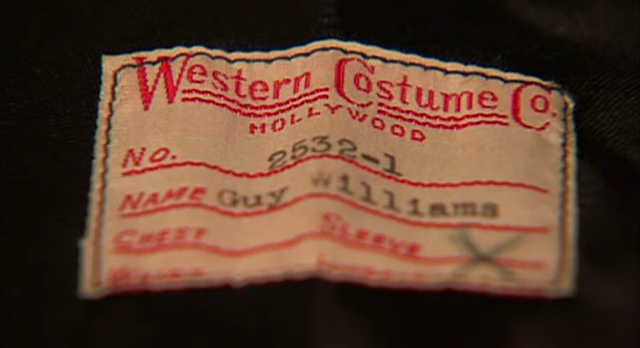 Western Costume Co.
HOLLYWOOD
No. 2532-1
NAME Guy Williams
CHEST SLEEVE X